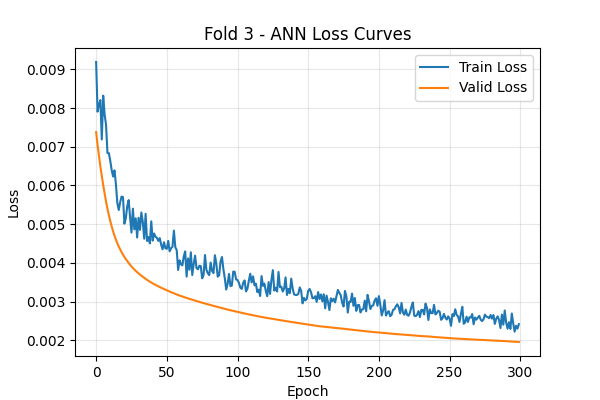 Fold 3 - ANN Loss Curves
Train Loss
Valid Loss
Loss
0.009
0.008
0.007
0.006
0.005
0.004
0.003
0.002
0 50 100 150 200 250 300
Epoch